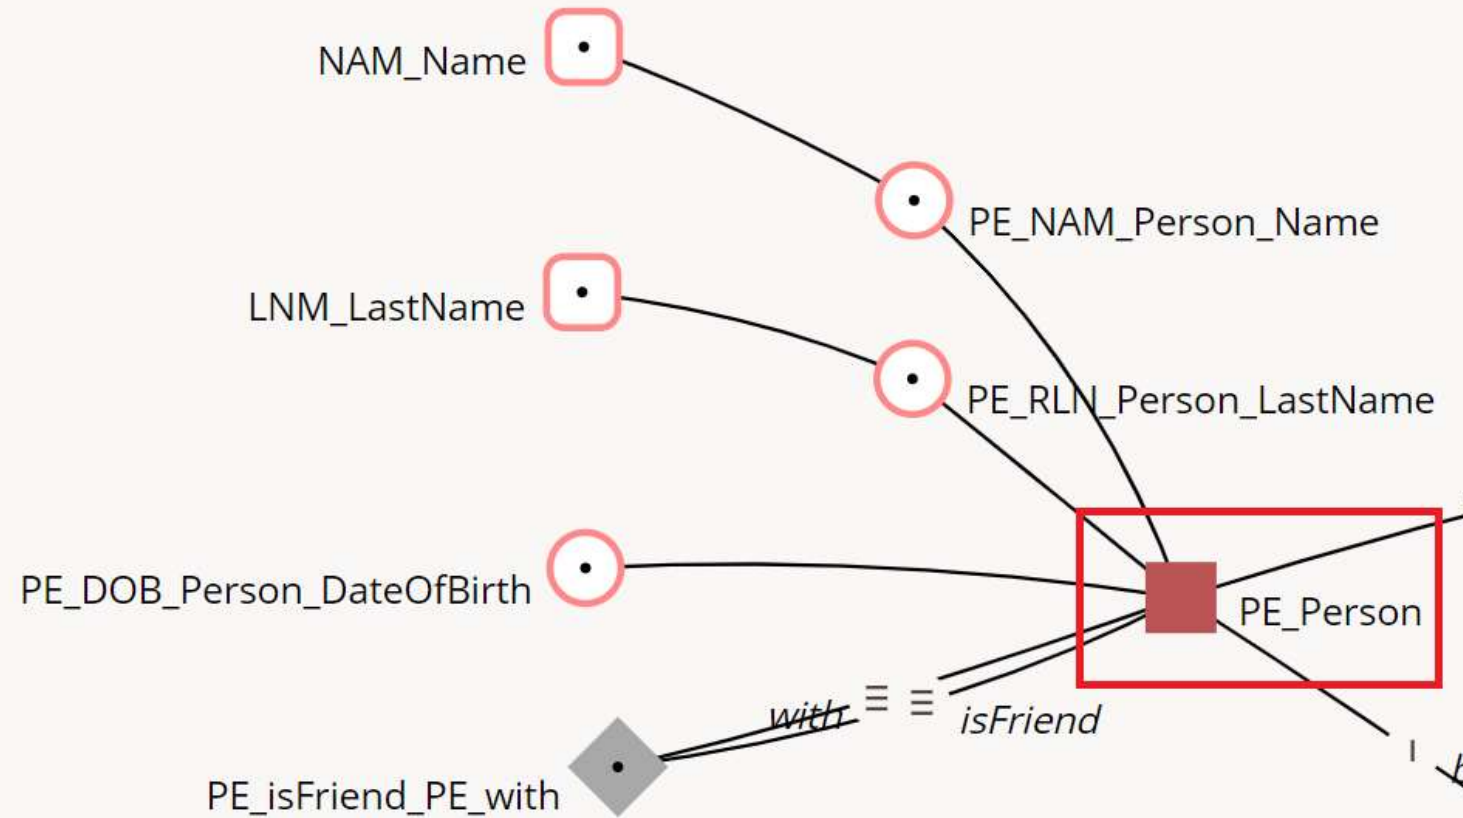 NAM_Name
PE_NAM_Person_Name
LNM_LastName
PE_RLN_Person_LastName
PE_DOB_Person_DateOfBirth
PE_Person
with
isFriend
PE_isFriend_PE_with